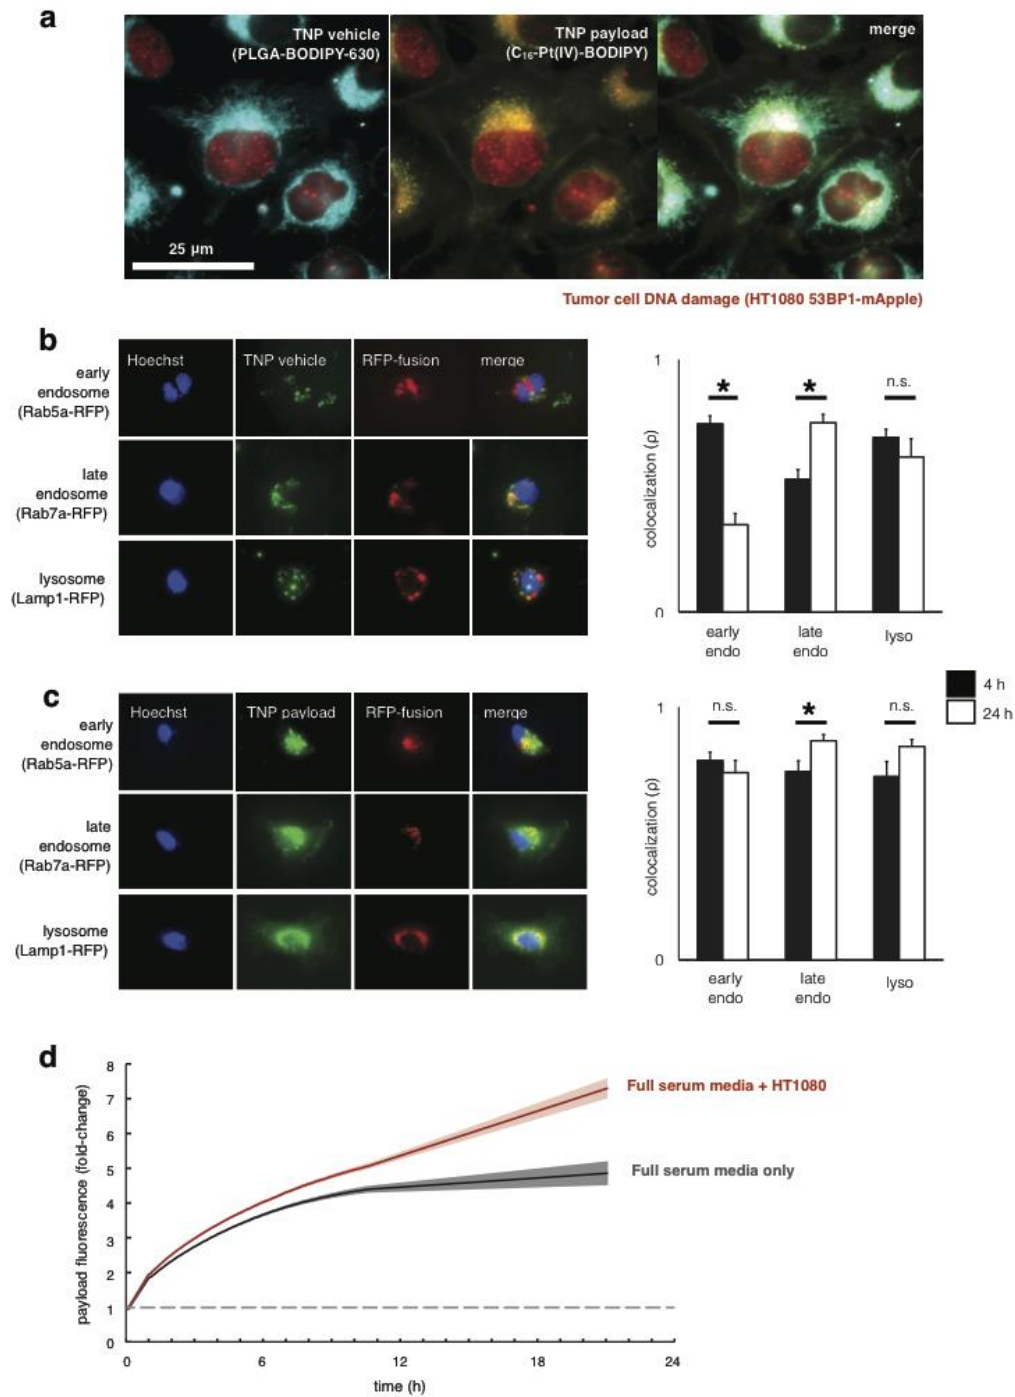 a
TNP vehicle
(PLGA-BODIPY-630)
TNP payload
(C₁₆-Pt(IV)-BODIPY)
merge
25 µm
Tumor cell DNA damage (HT1080 53BP1-mApple)
b
Hoechst
TNP vehicle
RFP-fusion
merge
early
endosome
(Rab5a-RFP)
late
endosome
(Rab7a-RFP)
lysosome
(Lamp1-RFP)
1
*
*
n.s.
colocalization (ρ)
0
early
endo
late
endo
lyso
4 h
24 h
c
Hoechst
TNP payload
RFP-fusion
merge
early
endosome
(Rab5a-RFP)
late
endosome
(Rab7a-RFP)
lysosome
(Lamp1-RFP)
1
n.s.
*
n.s.
colocalization (ρ)
0
early
endo
late
endo
lyso
d
8
7
6
5
4
3
2
1
0
payload fluorescence (fold-change)
Full serum media + HT1080
Full serum media only
0
6
12
18
24
time (h)